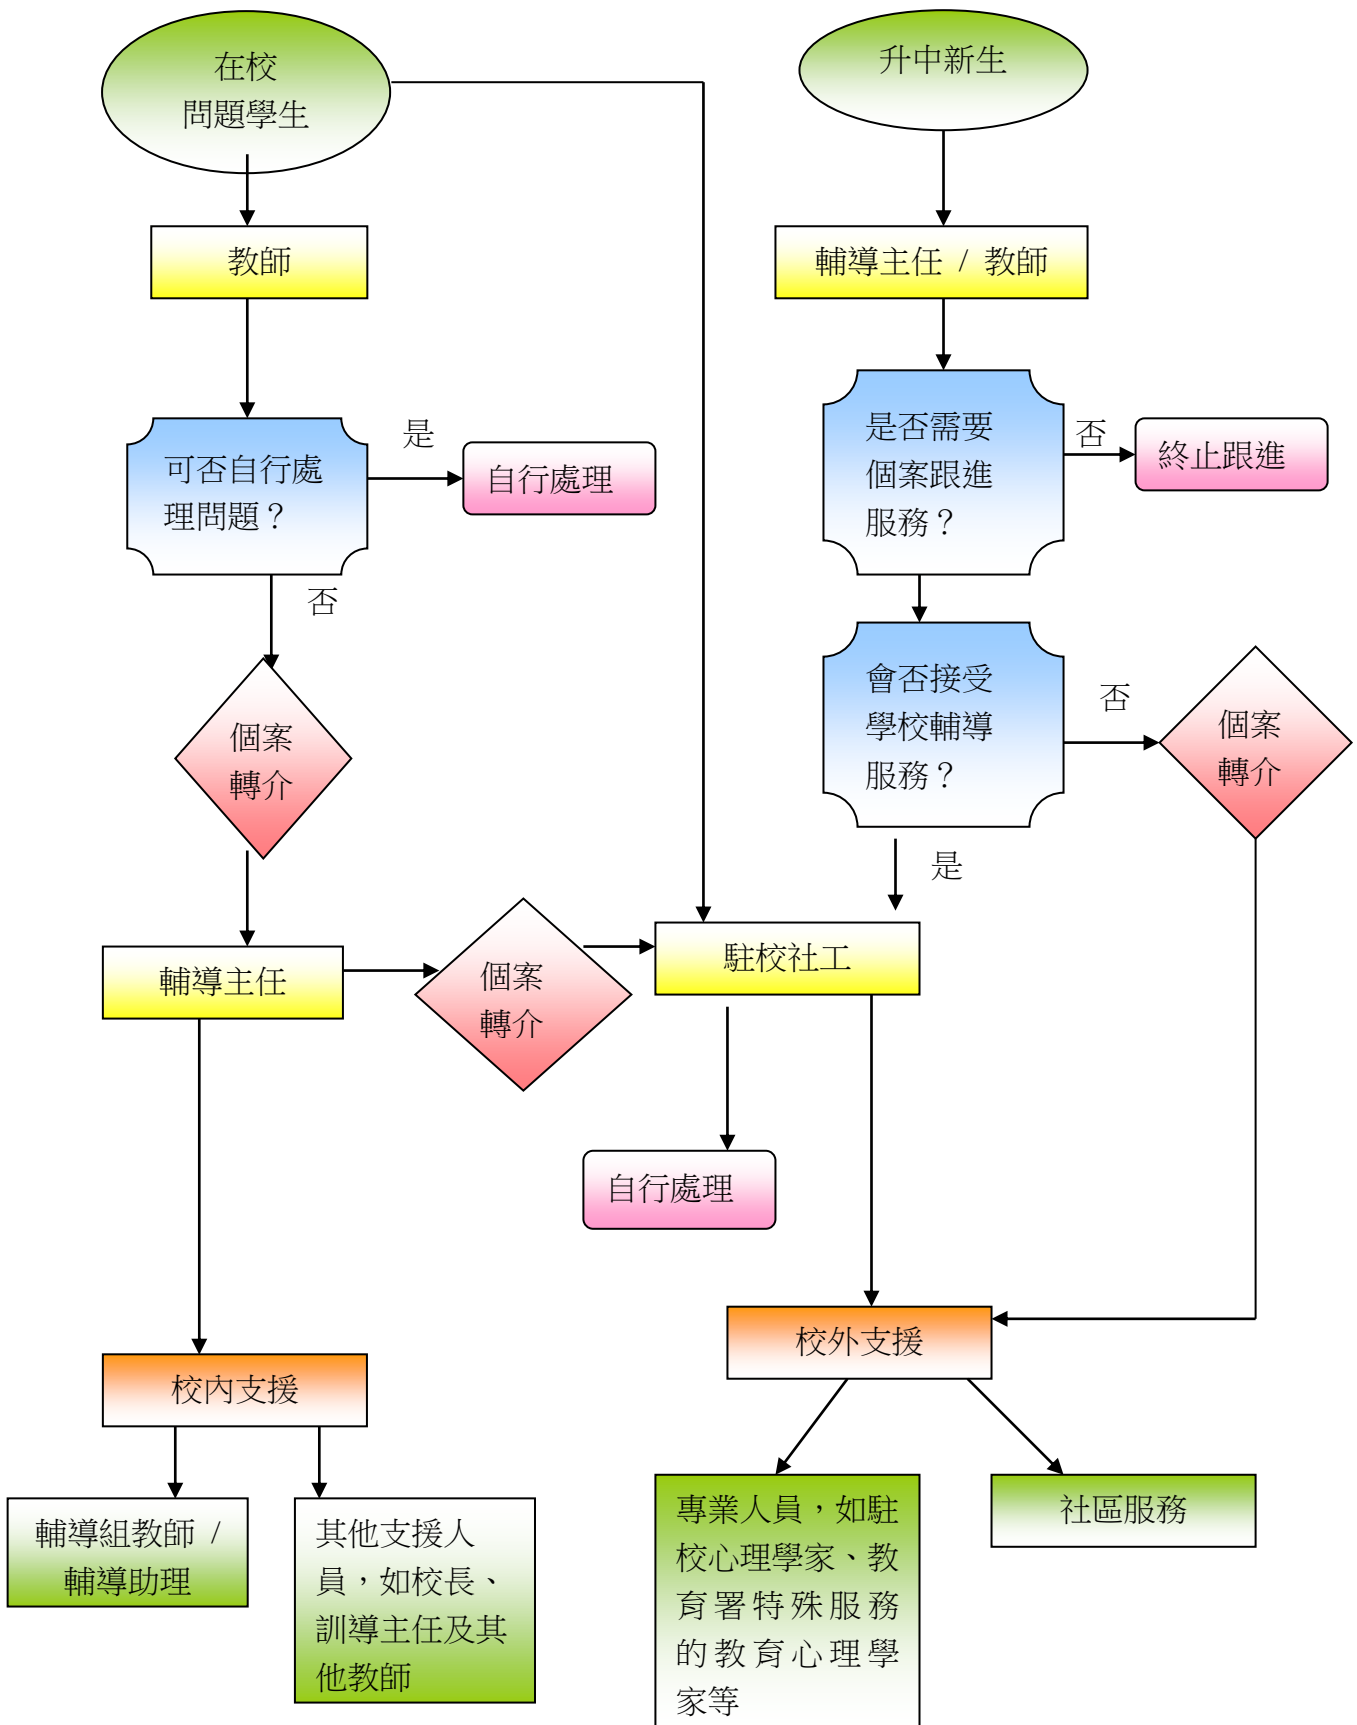 在校
問題學生
升中新生
教師
輔導主任 / 教師
可否自行處
理問題？
是
自行處理
否
是否需要
個案跟進
服務？
否
終止跟進
會否接受
學校輔導
服務？
否
個案
轉介
是
個案
轉介
輔導主任
個案
轉介
駐校社工
自行處理
校外支援
校內支援
輔導組教師 /
輔導助理
其他支援人
員，如校長、
訓導主任及其
他教師
專業人員，如駐
校心理學家、教
育署特殊服務
的教育心理學
家等
社區服務